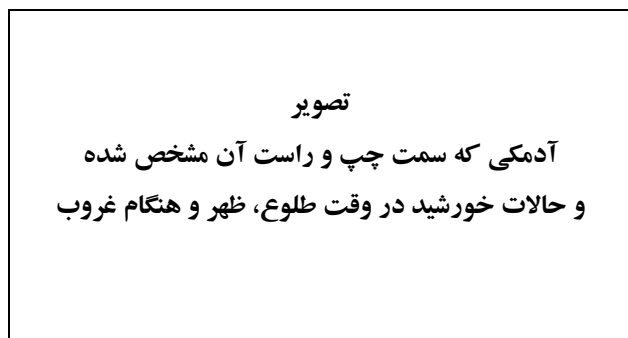 تصویر
آدمکی که سمت چپ و راست آن مشخص شده
و حالات خورشید در وقت طلوع، ظهر و هنگام غروب